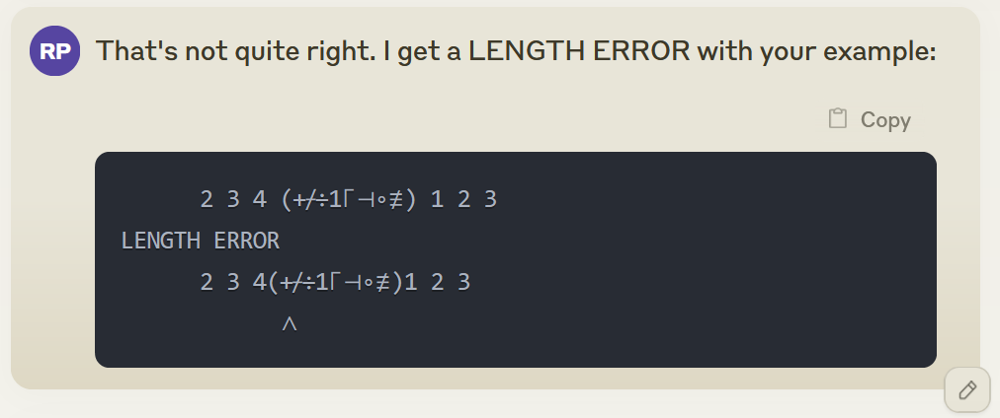 RP
That's not quite right. I get a LENGTH ERROR with your example:
Copy
      2 3 4 (+⌿÷1⌈⊣∘≢) 1 2 3
LENGTH ERROR
      2 3 4(+⌿÷1⌈⊣∘≢)1 2 3
            ∧